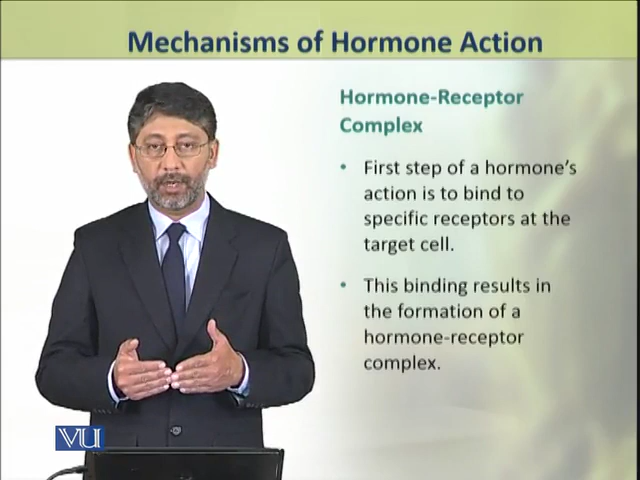 Mechanisms of Hormone Action
Hormone-Receptor
Complex
• First step of a hormone's
action is to bind to
specific receptors at the
target cell.
• This binding results in
the formation of a
hormone-receptor
complex.
VU